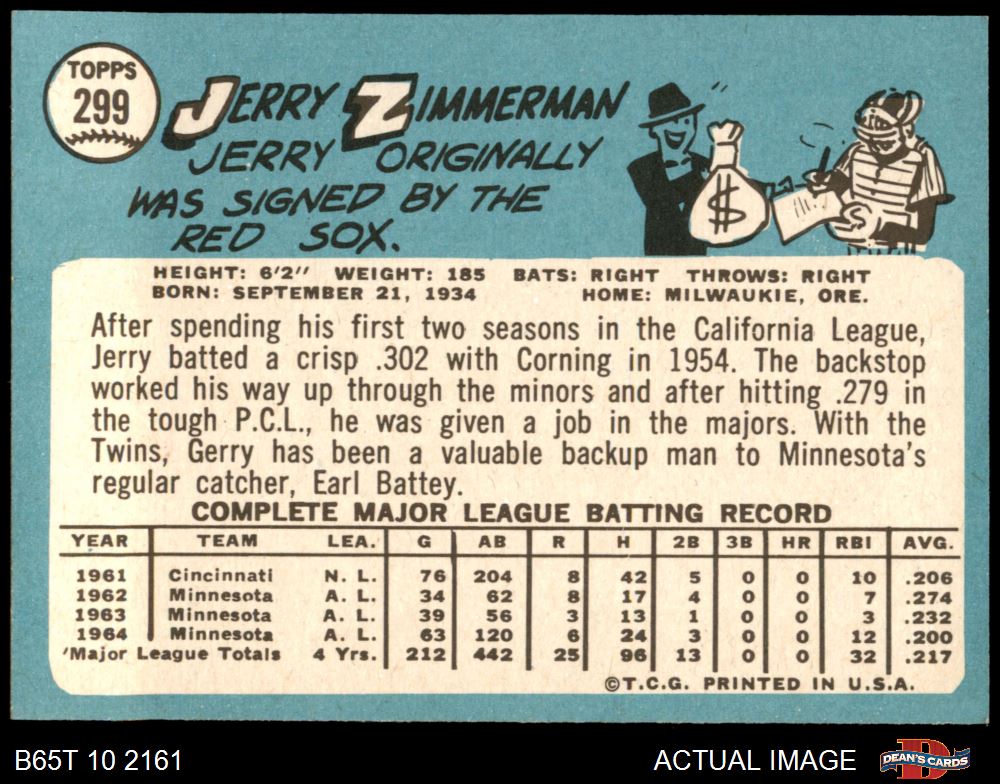 TOPPS
299
JERRY ZIMMERMAN
JERRY ORIGINALLY
WAS SIGNED BY THE
RED SOX.
$
HEIGHT: 6'2" WEIGHT: 185 BATS: RIGHT THROWS: RIGHT
BORN: SEPTEMBER 21, 1934 HOME: MILWAUKIE, ORE.
After spending his first two seasons in the California League,
Jerry batted a crisp .302 with Corning in 1954. The backstop
worked his way up through the minors and after hitting .279 in
the tough P.C.L., he was given a job in the majors. With the
Twins, Gerry has been a valuable backup man to Minnesota's
regular catcher, Earl Battey.
COMPLETE MAJOR LEAGUE BATTING RECORD
YEAR TEAM LEA. G AB R H 2B 3B HR RBI AVG.
1961 Cincinnati N. L. 76 204 8 42 5 0 0 10 .206
1962 Minnesota A. L. 34 62 8 17 4 0 0 7 .274
1963 Minnesota A. L. 39 56 3 13 1 0 0 3 .232
1964 Minnesota A. L. 63 120 6 24 3 0 0 12 .200
'Major League Totals 4 Yrs. 212 442 25 96 13 0 0 32 .217
©T.C.G. PRINTED IN U.S.A.
B65T 10 2161 ACTUAL IMAGE DEAN'S CARDS